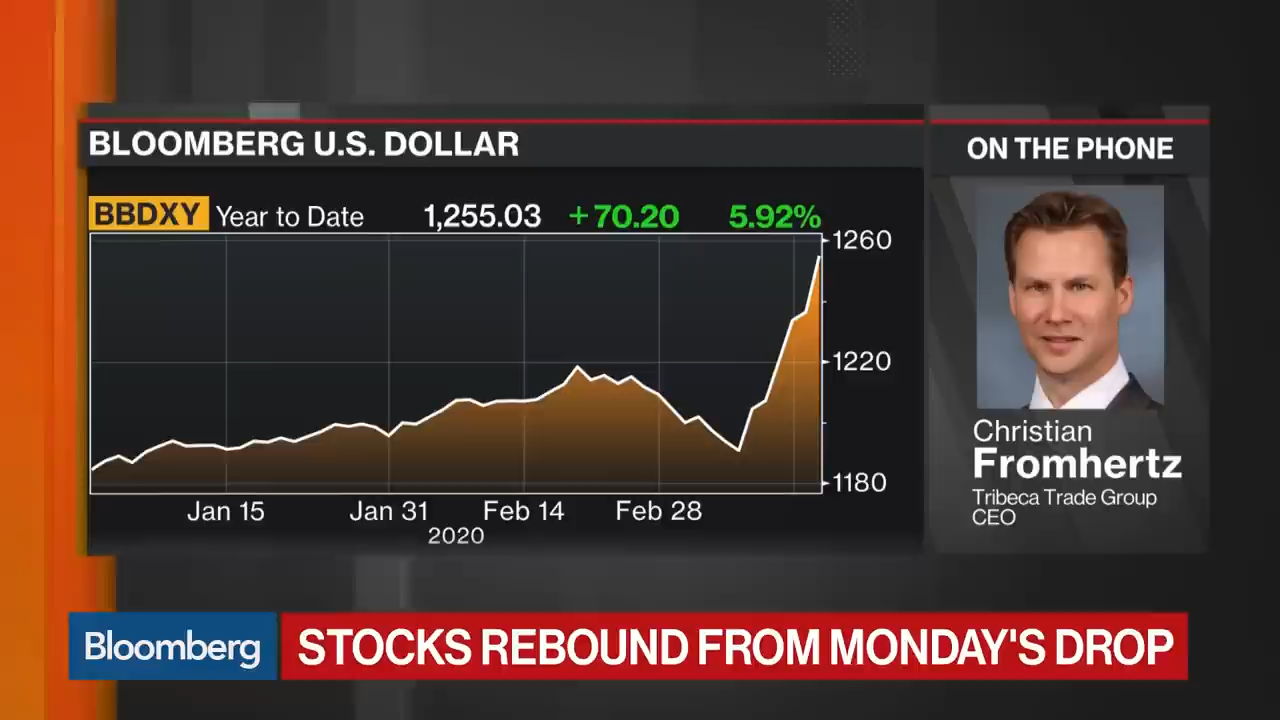 BLOOMBERG U.S. DOLLAR
BBDXY Year to Date 1,255.03 +70.20 5.92%
1260
1220
1180
Jan 15 Jan 31 Feb 14 Feb 28
2020
ON THE PHONE
Christian
Fromhertz
Tribeca Trade Group
CEO
Bloomberg STOCKS REBOUND FROM MONDAY'S DROP